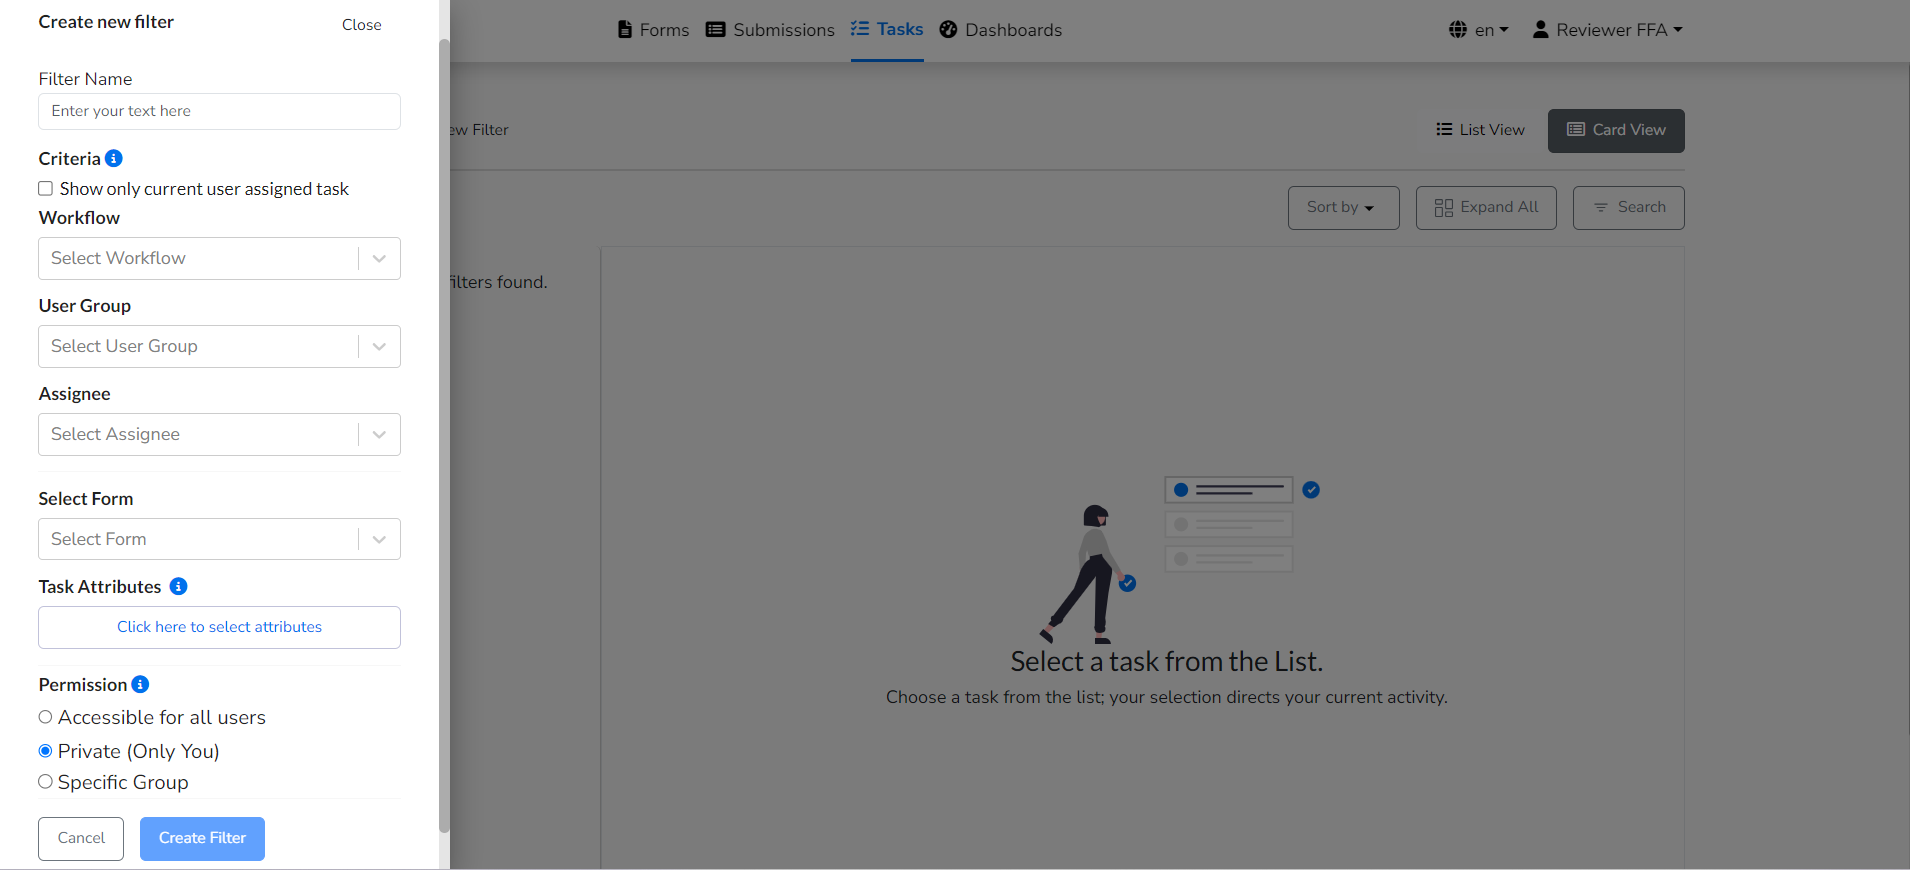 Create new filter
Close
Forms
Submissions
Tasks
Dashboards
en
Reviewer FFA
Filter Name
Enter your text here
ew Filter
List View
Card View
Criteria
Show only current user assigned task
Workflow
Select Workflow
Sort by
Expand All
Search
User Group
Select User Group
filters found.
Assignee
Select Assignee
Select Form
Select Form
Task Attributes
Click here to select attributes
Permission
Accessible for all users
Private (Only You)
Specific Group
Cancel
Create Filter
Select a task from the List.
Choose a task from the list; your selection directs your current activity.